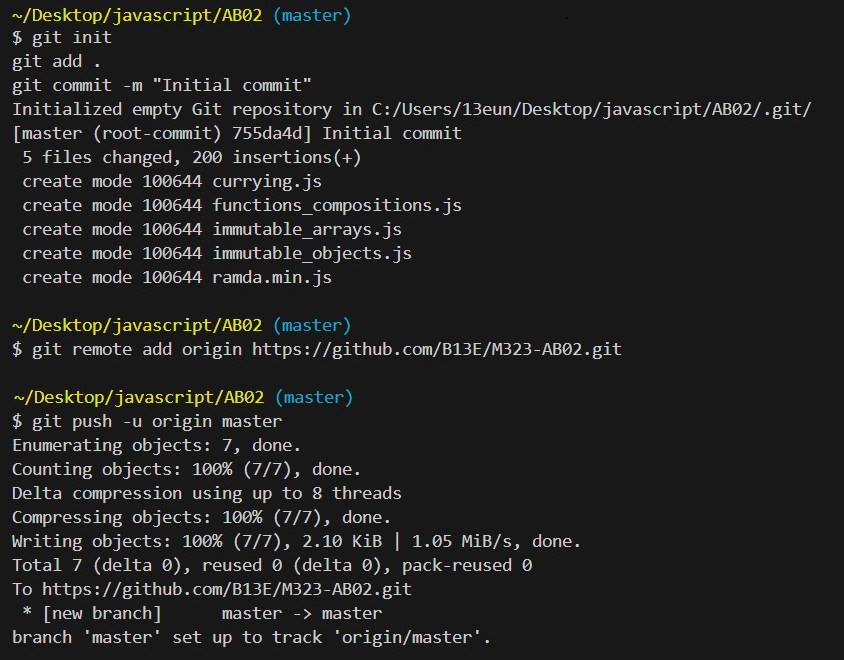 ~/Desktop/javascript/AB02 (master)
$ git init
git add .
git commit -m "Initial commit"
Initialized empty Git repository in C:/Users/13eun/Desktop/javascript/AB02/.git/
[master (root-commit) 755da4d] Initial commit
 5 files changed, 200 insertions(+)
 create mode 100644 currying.js
 create mode 100644 functions_compositions.js
 create mode 100644 immutable_arrays.js
 create mode 100644 immutable_objects.js
 create mode 100644 ramda.min.js
~/Desktop/javascript/AB02 (master)
$ git remote add origin https://github.com/B13E/M323-AB02.git
~/Desktop/javascript/AB02 (master)
$ git push -u origin master
Enumerating objects: 7, done.
Counting objects: 100% (7/7), done.
Delta compression using up to 8 threads
Compressing objects: 100% (7/7), done.
Writing objects: 100% (7/7), 2.10 KiB | 1.05 MiB/s, done.
Total 7 (delta 0), reused 0 (delta 0), pack-reused 0
To https://github.com/B13E/M323-AB02.git
 * [new branch]      master -> master
branch 'master' set up to track 'origin/master'.